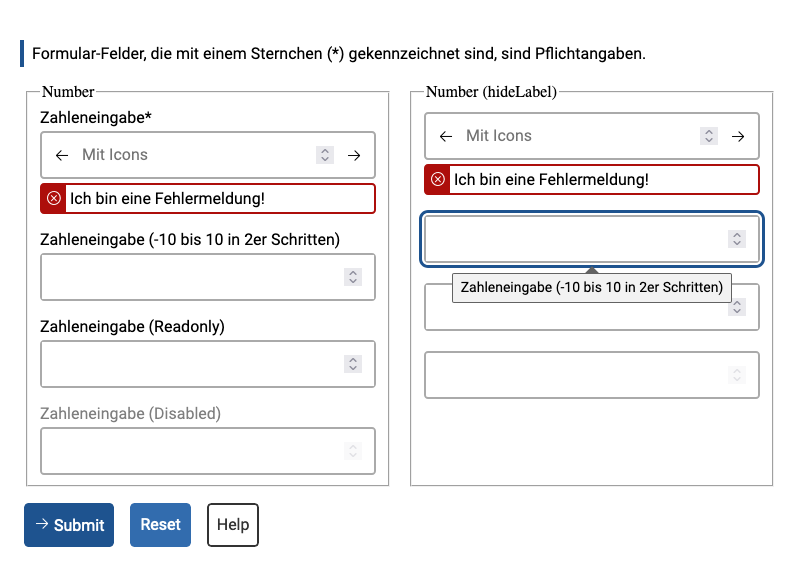 Formular-Felder, die mit einem Sternchen (*) gekennzeichnet sind, sind Pflichtangaben.
Number
Zahleneingabe*
Mit Icons
Ich bin eine Fehlermeldung!
Zahleneingabe (-10 bis 10 in 2er Schritten)
Zahleneingabe (Readonly)
Zahleneingabe (Disabled)
Number (hideLabel)
Mit Icons
Ich bin eine Fehlermeldung!
Zahleneingabe (-10 bis 10 in 2er Schritten)
Submit
Reset
Help